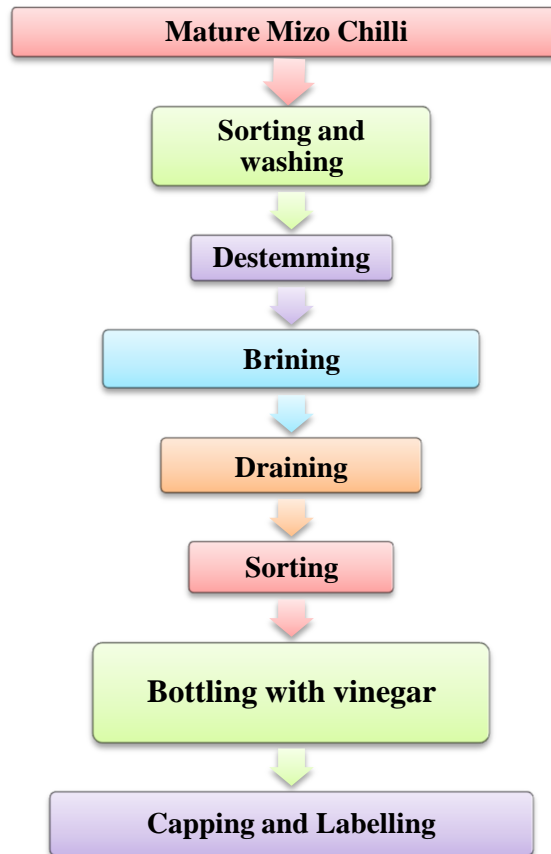 Mature Mizo Chilli
Sorting and
washing
Destemming
Brining
Draining
Sorting
Bottling with vinegar
Capping and Labelling